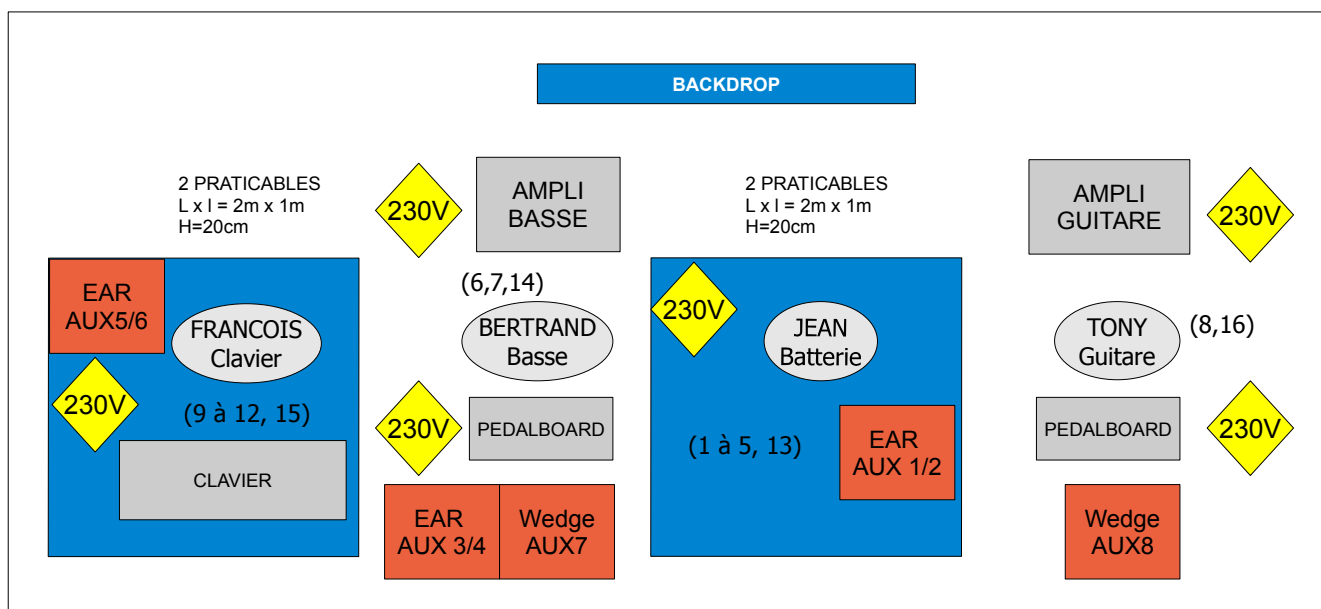 BACKDROP
2 PRATICABLES
L x l = 2m x 1m
H=20cm
230V
AMPLI
BASSE
2 PRATICABLES
L x l = 2m x 1m
H=20cm
AMPLI
GUITARE
230V
EAR
AUX5/6
FRANCOIS
Clavier
230V
(9 à 12, 15)
CLAVIER
(6,7,14)
BERTRAND
Basse
230V
PEDALBOARD
EAR
AUX 3/4
Wedge
AUX7
230V
JEAN
Batterie
(1 à 5, 13)
EAR
AUX 1/2
TONY
Guitare
(8,16)
PEDALBOARD
230V
Wedge
AUX8